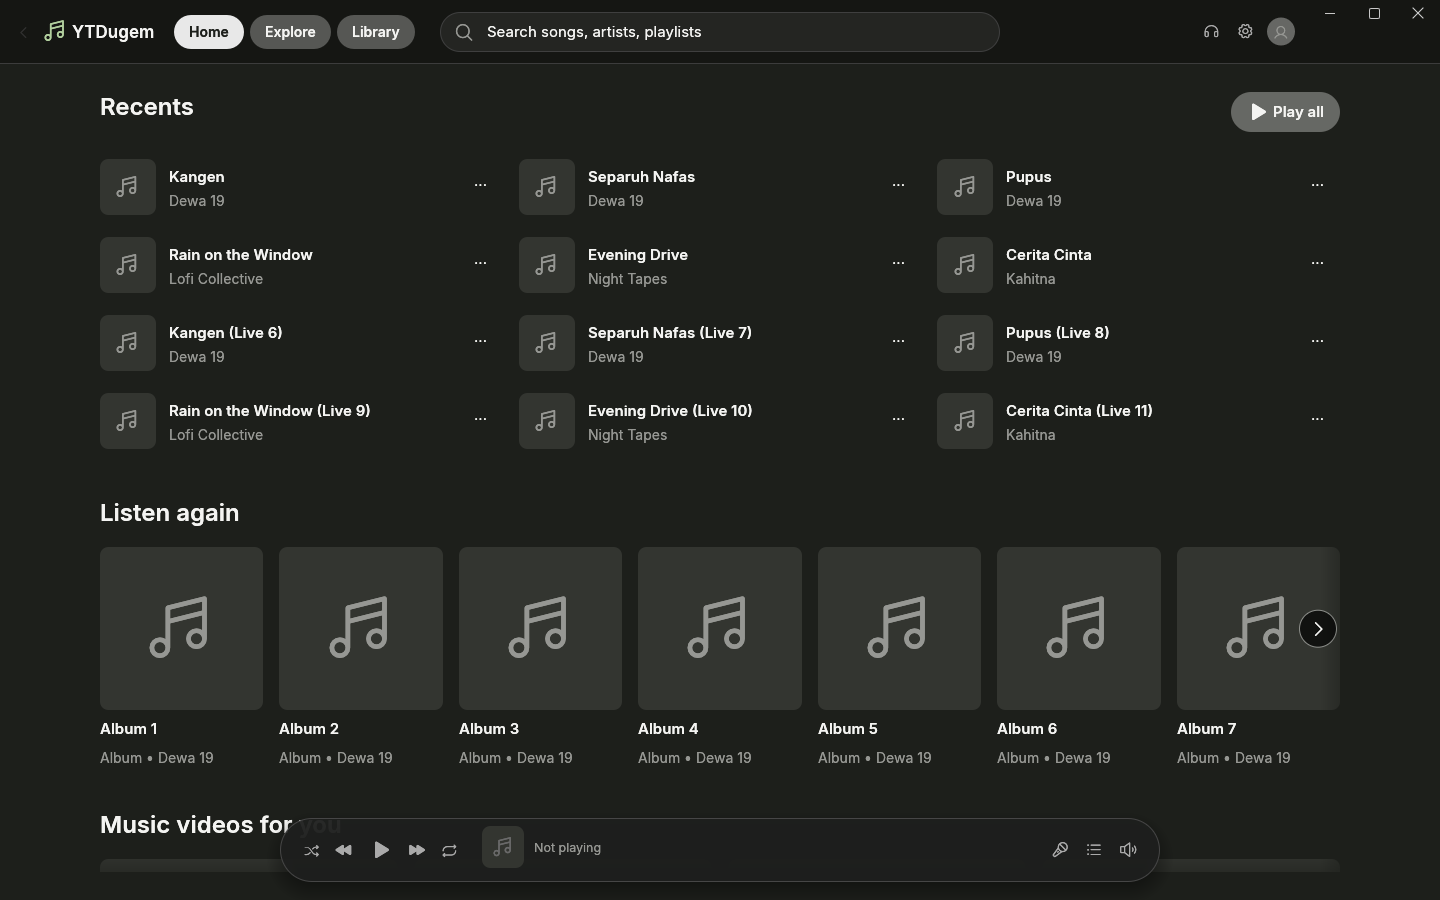 YTDugem
Home
Explore
Library
Search songs, artists, playlists
Recents
Play all
Kangen
Dewa 19
Separuh Nafas
Dewa 19
Pupus
Dewa 19
Rain on the Window
Lofi Collective
Evening Drive
Night Tapes
Cerita Cinta
Kahitna
Kangen (Live 6)
Dewa 19
Separuh Nafas (Live 7)
Dewa 19
Pupus (Live 8)
Dewa 19
Rain on the Window (Live 9)
Lofi Collective
Evening Drive (Live 10)
Night Tapes
Cerita Cinta (Live 11)
Kahitna
Listen again
Album 1
Album • Dewa 19
Album 2
Album • Dewa 19
Album 3
Album • Dewa 19
Album 4
Album • Dewa 19
Album 5
Album • Dewa 19
Album 6
Album • Dewa 19
Album 7
Album • Dewa 19
Music videos for you
Not playing